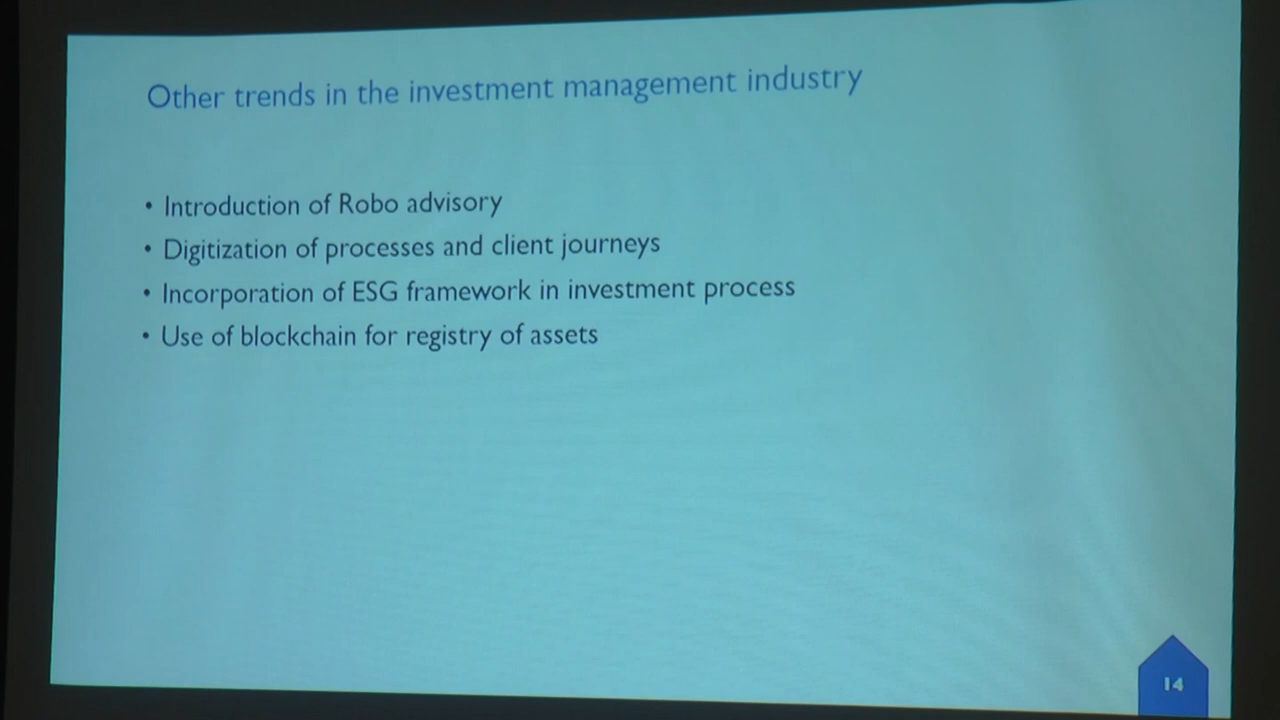 Other trends in the investment management industry
• Introduction of Robo advisory
• Digitization of processes and client journeys
• Incorporation of ESG framework in investment process
• Use of blockchain for registry of assets
14